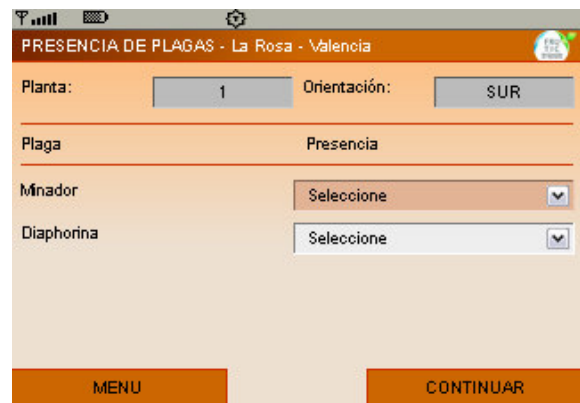 PRESENCIA DE PLAGAS - La Rosa - Valencia
Planta: 1 Orientación: SUR
Plaga Presencia
Minador Seleccione
Diaphorina Seleccione
MENU CONTINUAR